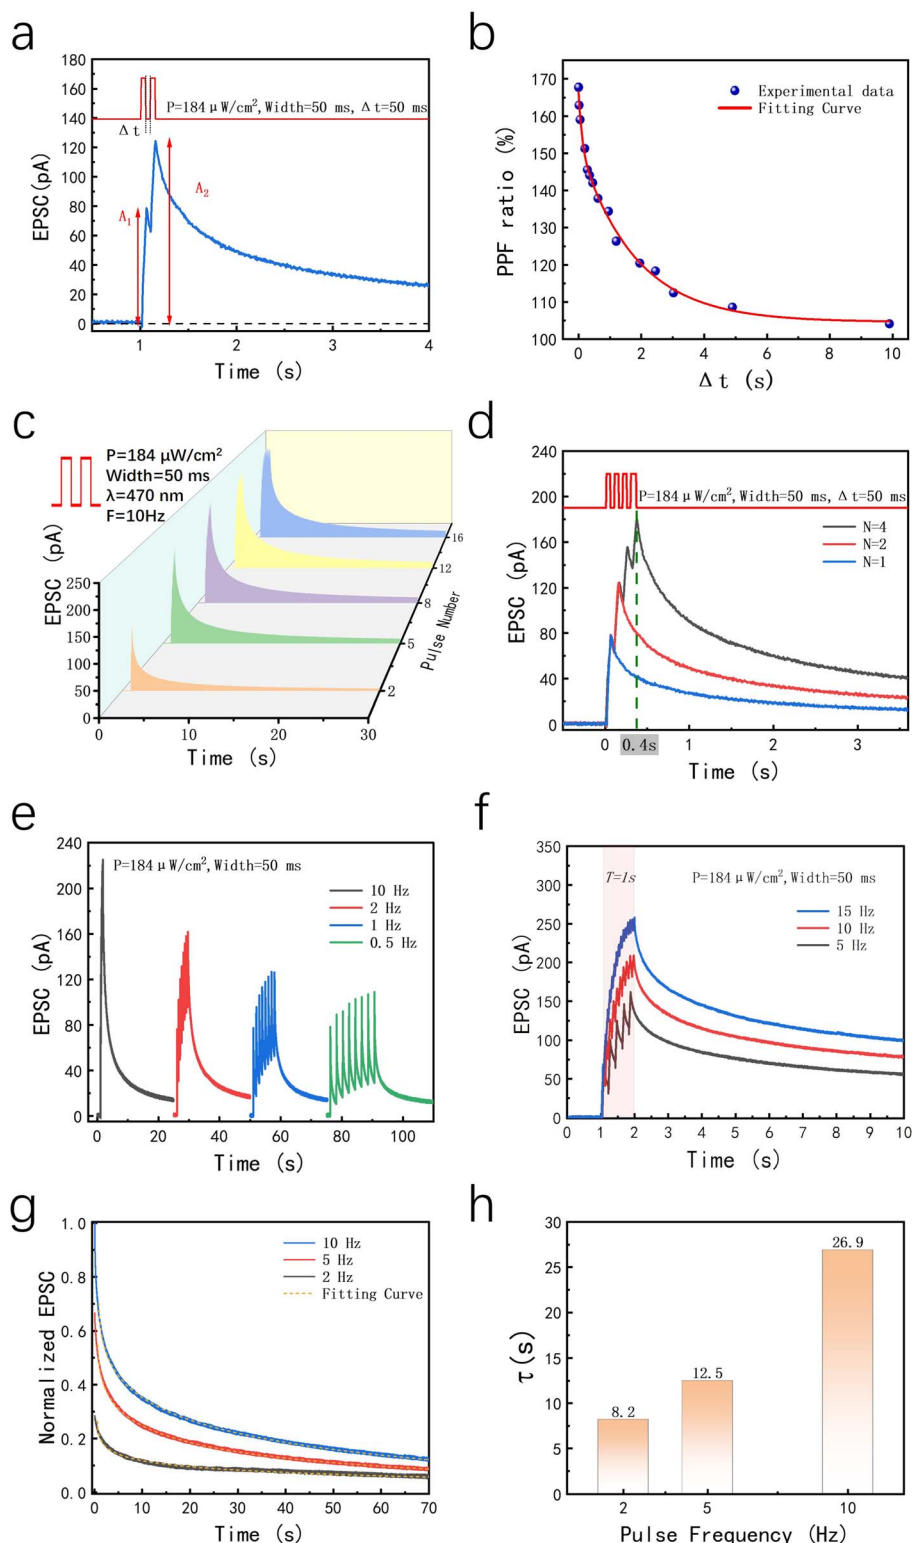 a
180
160
140
120
100
80
60
40
20
0
EPSC(pA)
P=184 μW/cm², Width=50 ms, Δt=50 ms
Δt
A₁
A₂
1
2
3
4
Time (s)
b
170
160
150
140
130
120
110
100
PPF ratio (%)
Experimental data
Fitting Curve
0
2
4
6
8
10
Δt (s)
c
P=184 μW/cm²
Width=50 ms
λ=470 nm
F=10Hz
EPSC (pA)
250
200
150
100
50
0
0
10
20
30
Time (s)
16
12
8
5
2
Pulse Number
d
240
200
160
120
80
40
0
EPSC (pA)
P=184μW/cm², Width=50 ms, Δt=50 ms
N=4
N=2
N=1
0
0.4s
1
2
3
Time (s)
e
240
200
160
120
80
40
0
EPSC (pA)
P=184μW/cm², Width=50 ms
10 Hz
2 Hz
1 Hz
0.5 Hz
0
20
40
60
80
100
Time (s)
f
350
300
250
200
150
100
50
0
EPSC (pA)
T=1s
P=184μW/cm², Width=50 ms
15 Hz
10 Hz
5 Hz
0
1
2
3
4
5
6
7
8
9
10
Time (s)
g
1.0
0.8
0.6
0.4
0.2
0.0
Normalized EPSC
10 Hz
5 Hz
2 Hz
Fitting Curve
0
10
20
30
40
50
60
70
Time (s)
h
30
25
20
15
10
5
0
τ(s)
8.2
12.5
26.9
2
5
10
Pulse Frequency (Hz)